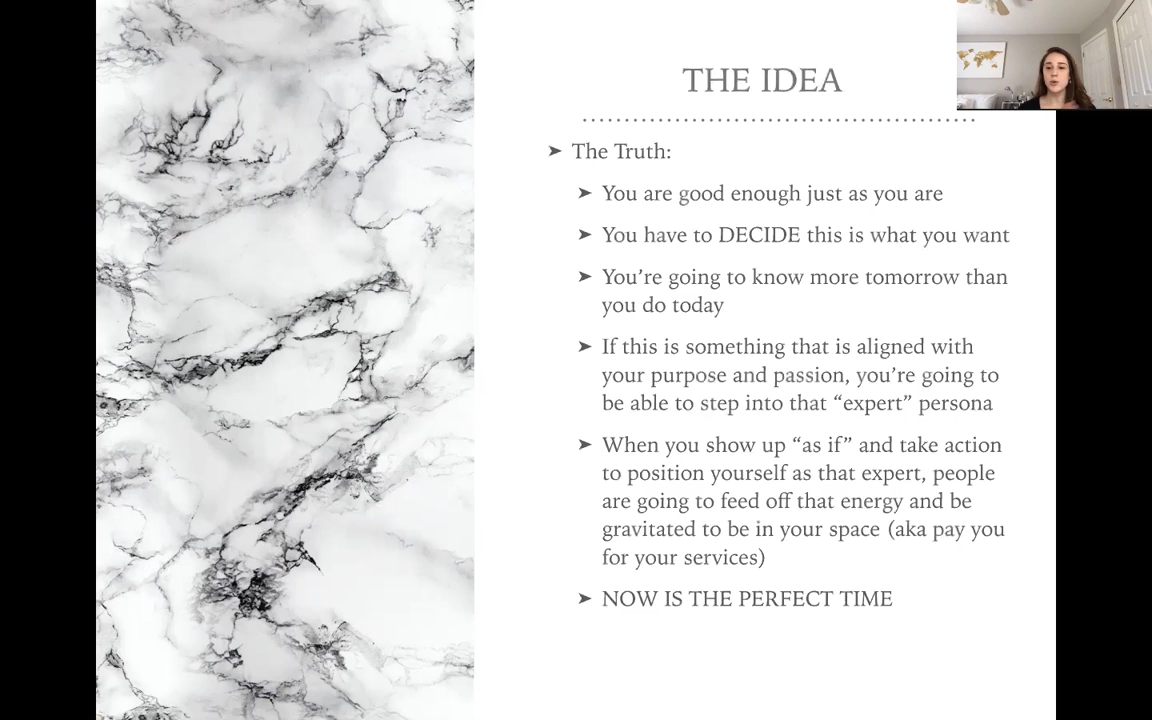 THE IDEA
➤ The Truth:
➤ You are good enough just as you are
➤ You have to DECIDE this is what you want
➤ You’re going to know more tomorrow than
you do today
➤ If this is something that is aligned with
your purpose and passion, you’re going to
be able to step into that “expert” persona
➤ When you show up “as if” and take action
to position yourself as that expert, people
are going to feed off that energy and be
gravitated to be in your space (aka pay you
for your services)
➤ NOW IS THE PERFECT TIME